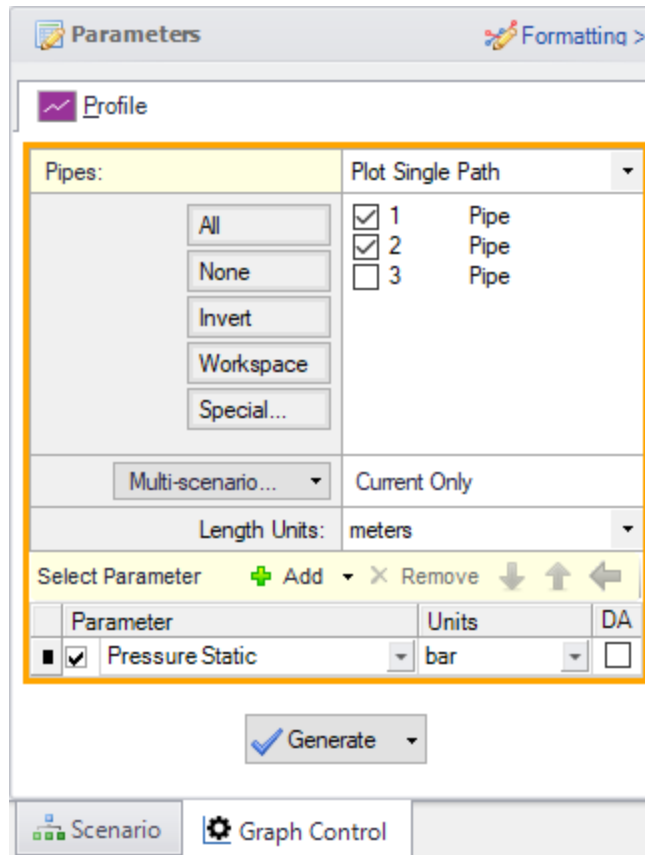 Parameters Formatting >
Profile
Pipes: Plot Single Path
All 1 Pipe
2 Pipe
None 3 Pipe
Invert
Workspace
Special...
Multi-scenario... Current Only
Length Units: meters
Select Parameter Add Remove
Parameter Units DA
Pressure Static bar
Generate
Scenario Graph Control